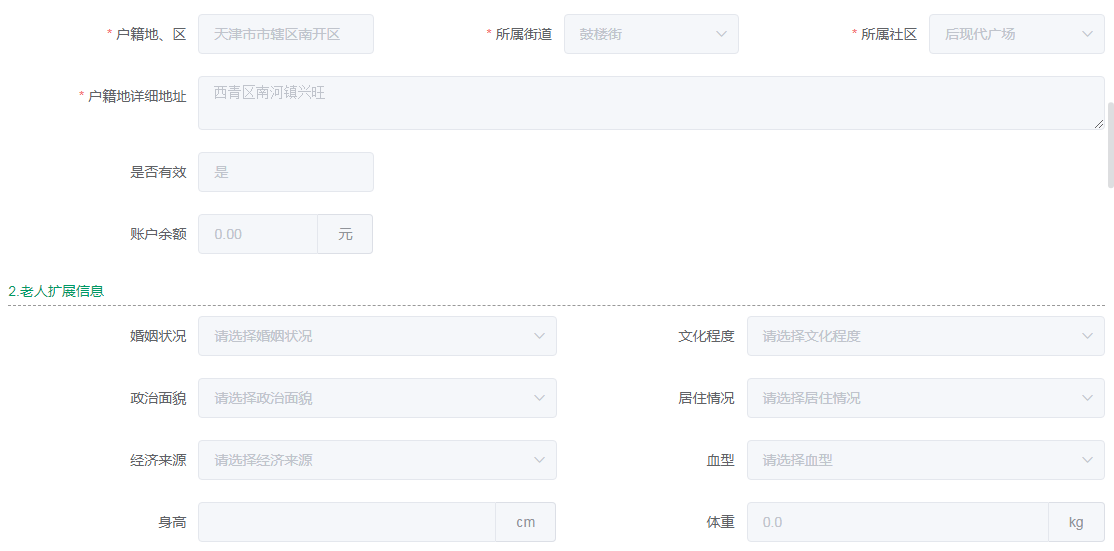 * 户籍地、区 天津市市辖区南开区 * 所属街道 鼓楼街 * 所属社区 后现代广场
* 户籍地详细地址 西青区南河镇兴旺
是否有效 是
账户余额 0.00 元
2.老人扩展信息
婚姻状况 请选择婚姻状况 文化程度 请选择文化程度
政治面貌 请选择政治面貌 居住情况 请选择居住情况
经济来源 请选择经济来源 血型 请选择血型
身高 cm 体重 0.0 kg